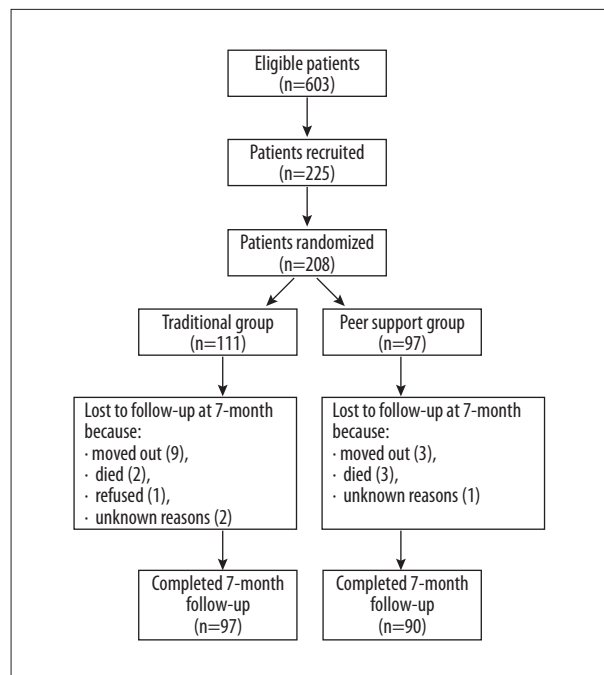 Eligible patients
(n=603)
Patients recruited
(n=225)
Patients randomized
(n=208)
Traditional group
(n=111)
Peer support group
(n=97)
Lost to follow-up at 7-month
because:
· moved out (9),
· died (2),
· refused (1),
· unknown reasons (2)
Lost to follow-up at 7-month
because:
· moved out (3),
· died (3),
· unknown reasons (1)
Completed 7-month
follow-up
(n=97)
Completed 7-month
follow-up
(n=90)